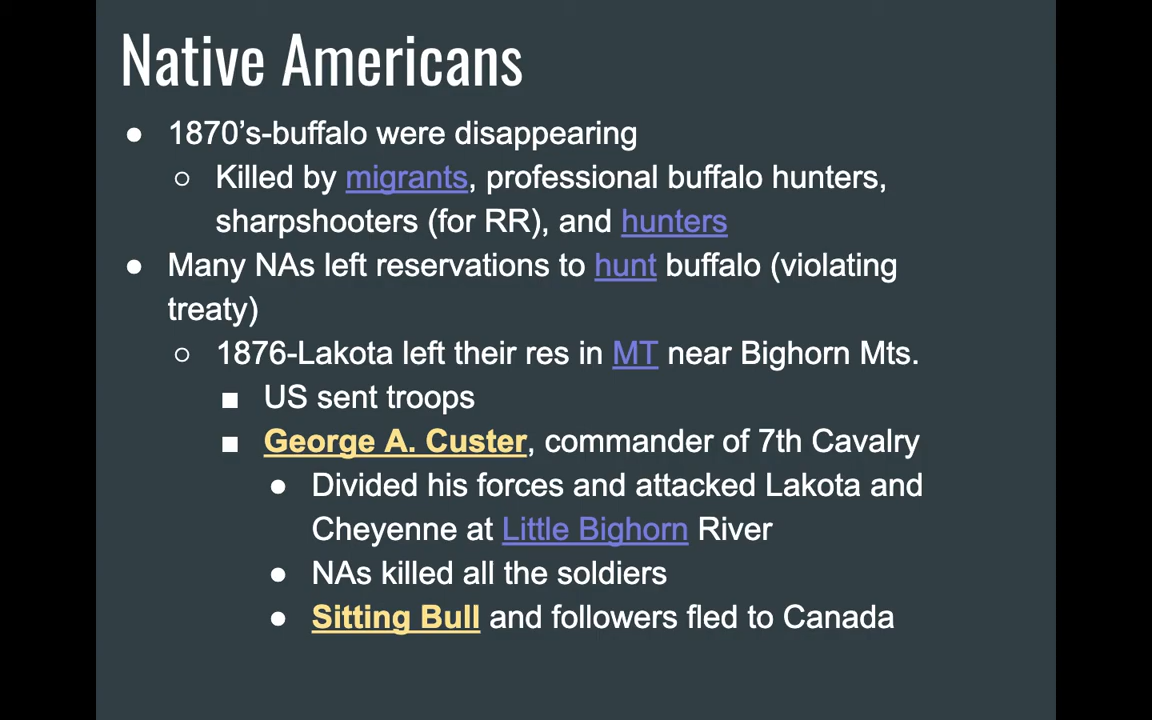 Native Americans
● 1870’s-buffalo were disappearing
○ Killed by migrants, professional buffalo hunters,
sharpshooters (for RR), and hunters
● Many NAs left reservations to hunt buffalo (violating
treaty)
○ 1876-Lakota left their res in MT near Bighorn Mts.
■ US sent troops
■ George A. Custer, commander of 7th Cavalry
● Divided his forces and attacked Lakota and
Cheyenne at Little Bighorn River
● NAs killed all the soldiers
● Sitting Bull and followers fled to Canada